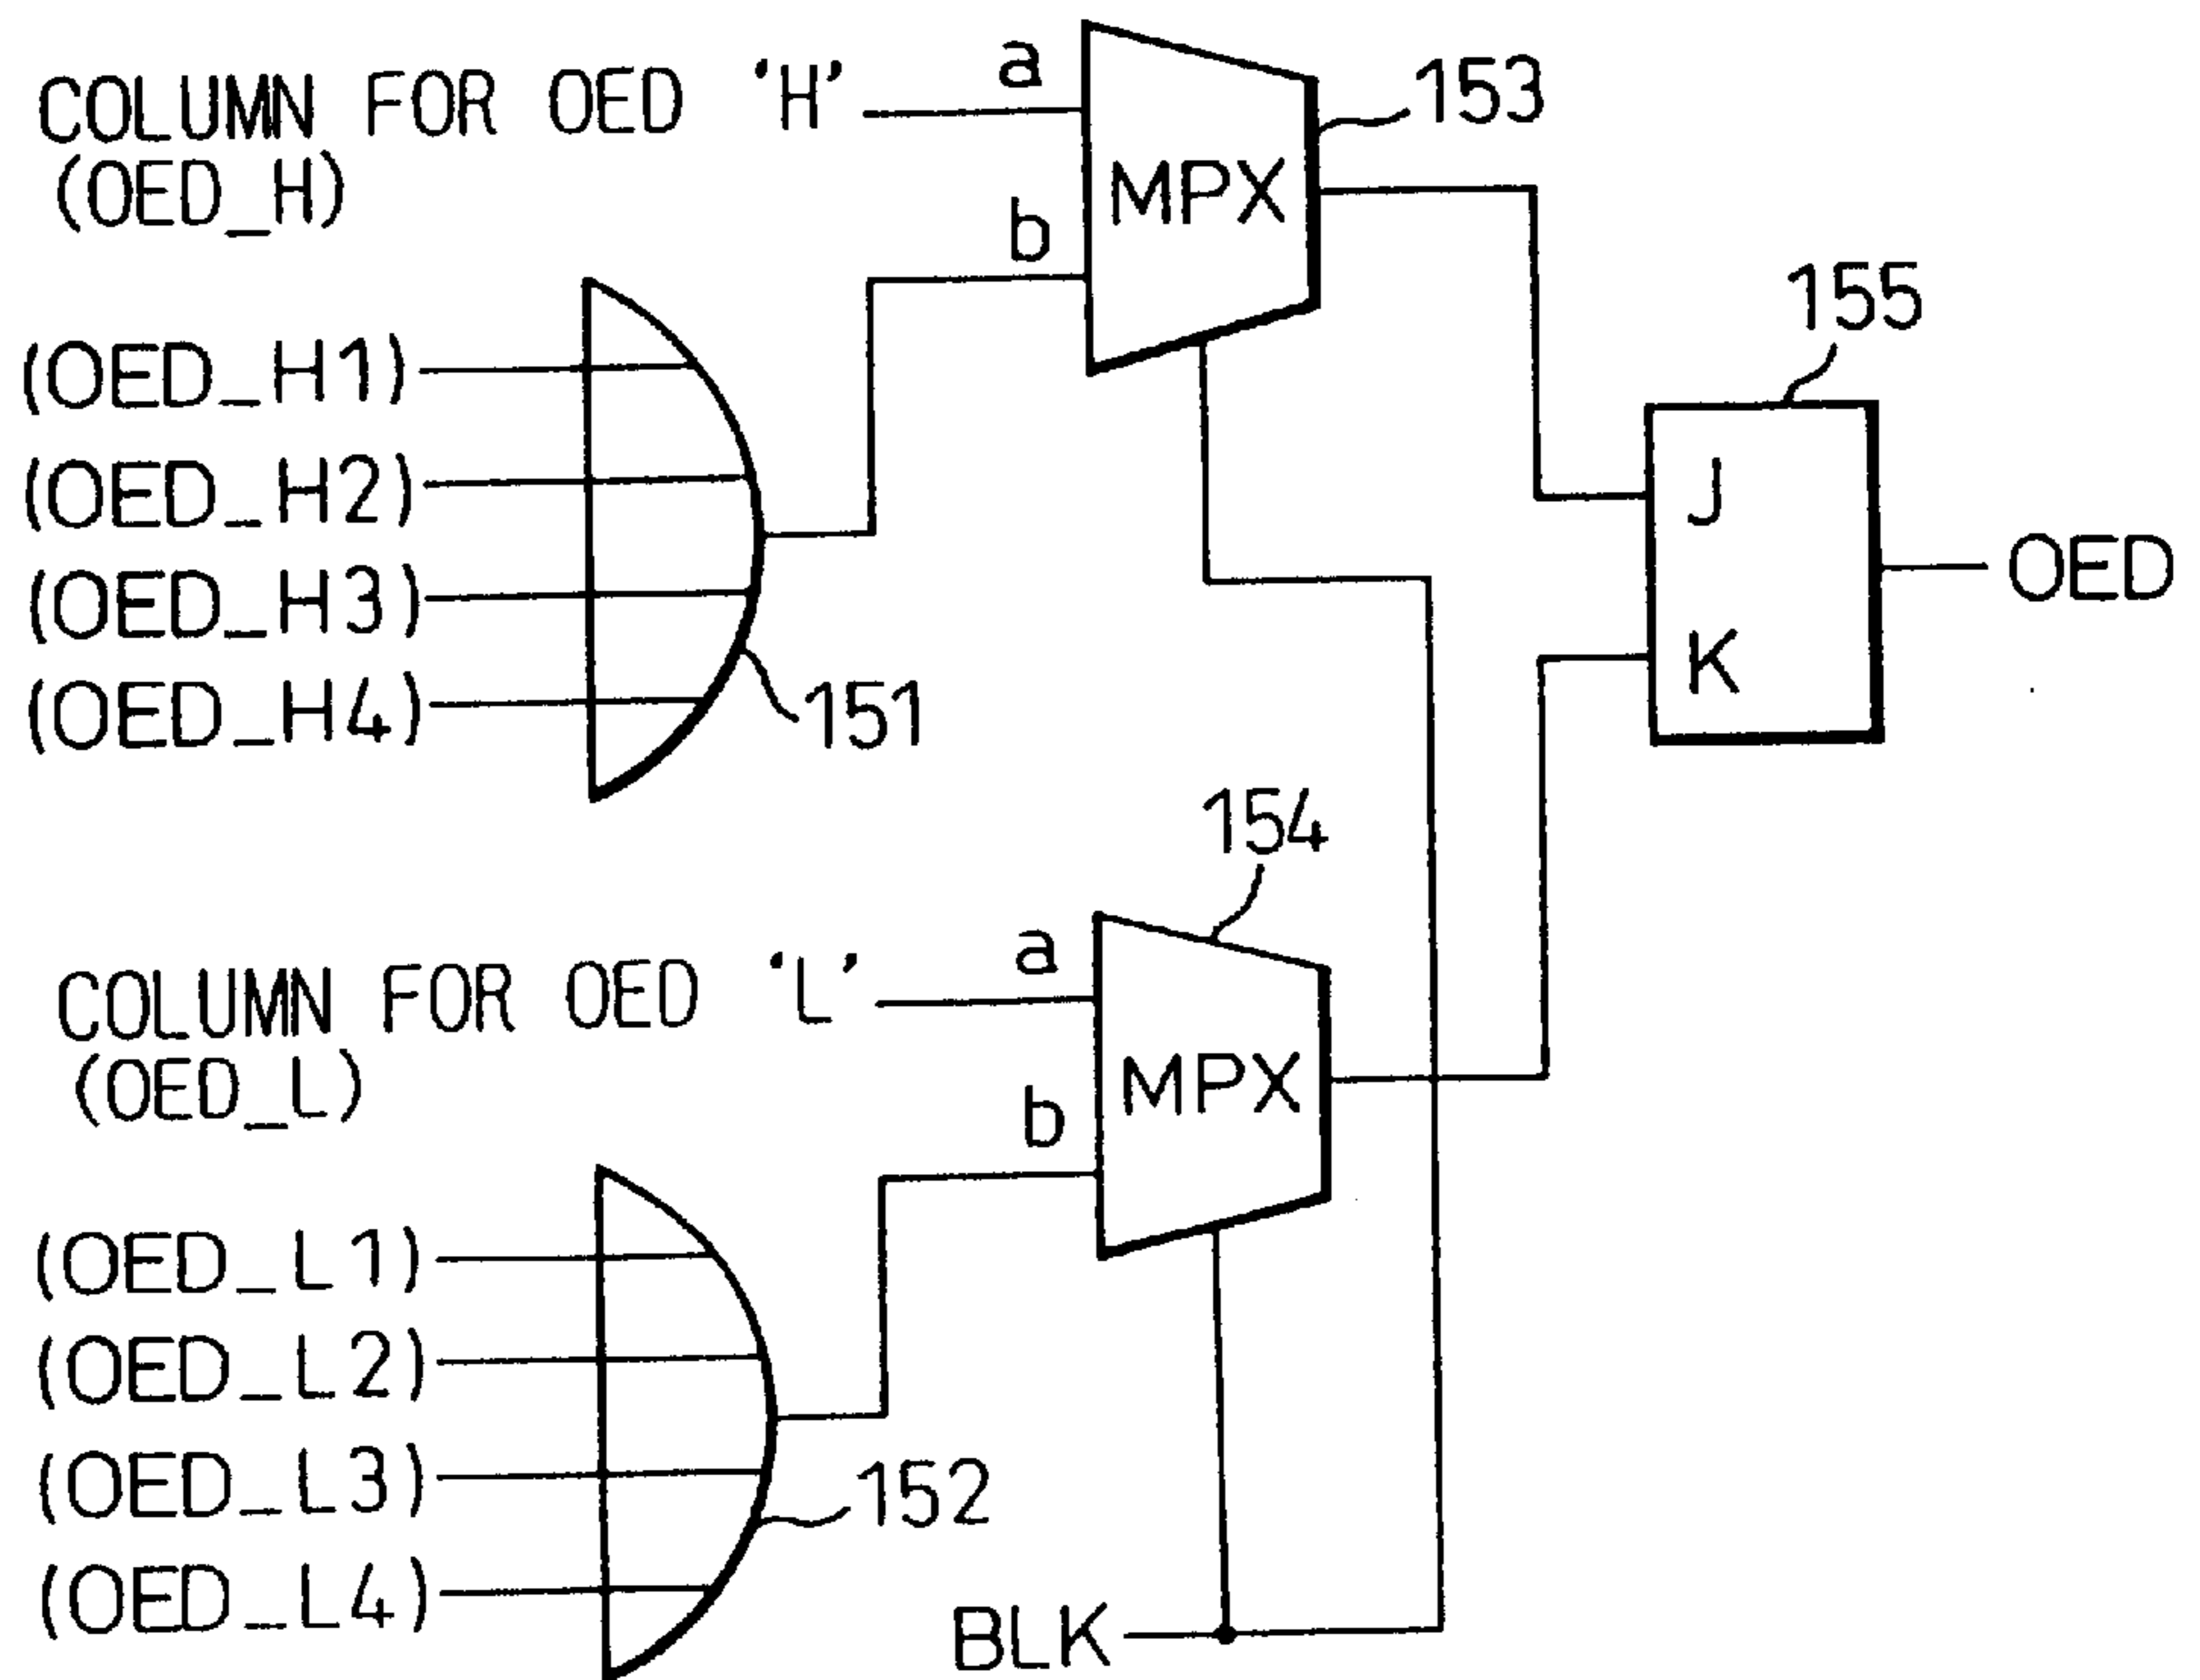 COLUMN FOR OED 'H'
(OED_H)
a
153
MPX
b
(OED_H1)
(OED_H2)
(OED_H3)
(OED_H4)
151
155
J
K
OED
154
COLUMN FOR OED 'L'
(OED_L)
a
MPX
b
(OED_L1)
(OED_L2)
(OED_L3)
(OED_L4)
152
BLK